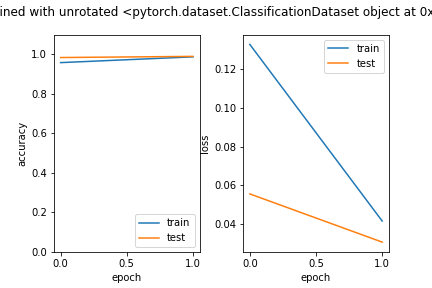 ined with unrotated <pytorch.dataset.ClassificationDataset object at 0x
1.0
0.8
0.6
0.4
0.2
0.0
accuracy
train
test
0.0 0.5 1.0
epoch
0.12
0.10
0.08
0.06
0.04
loss
train
test
0.0 0.5 1.0
epoch